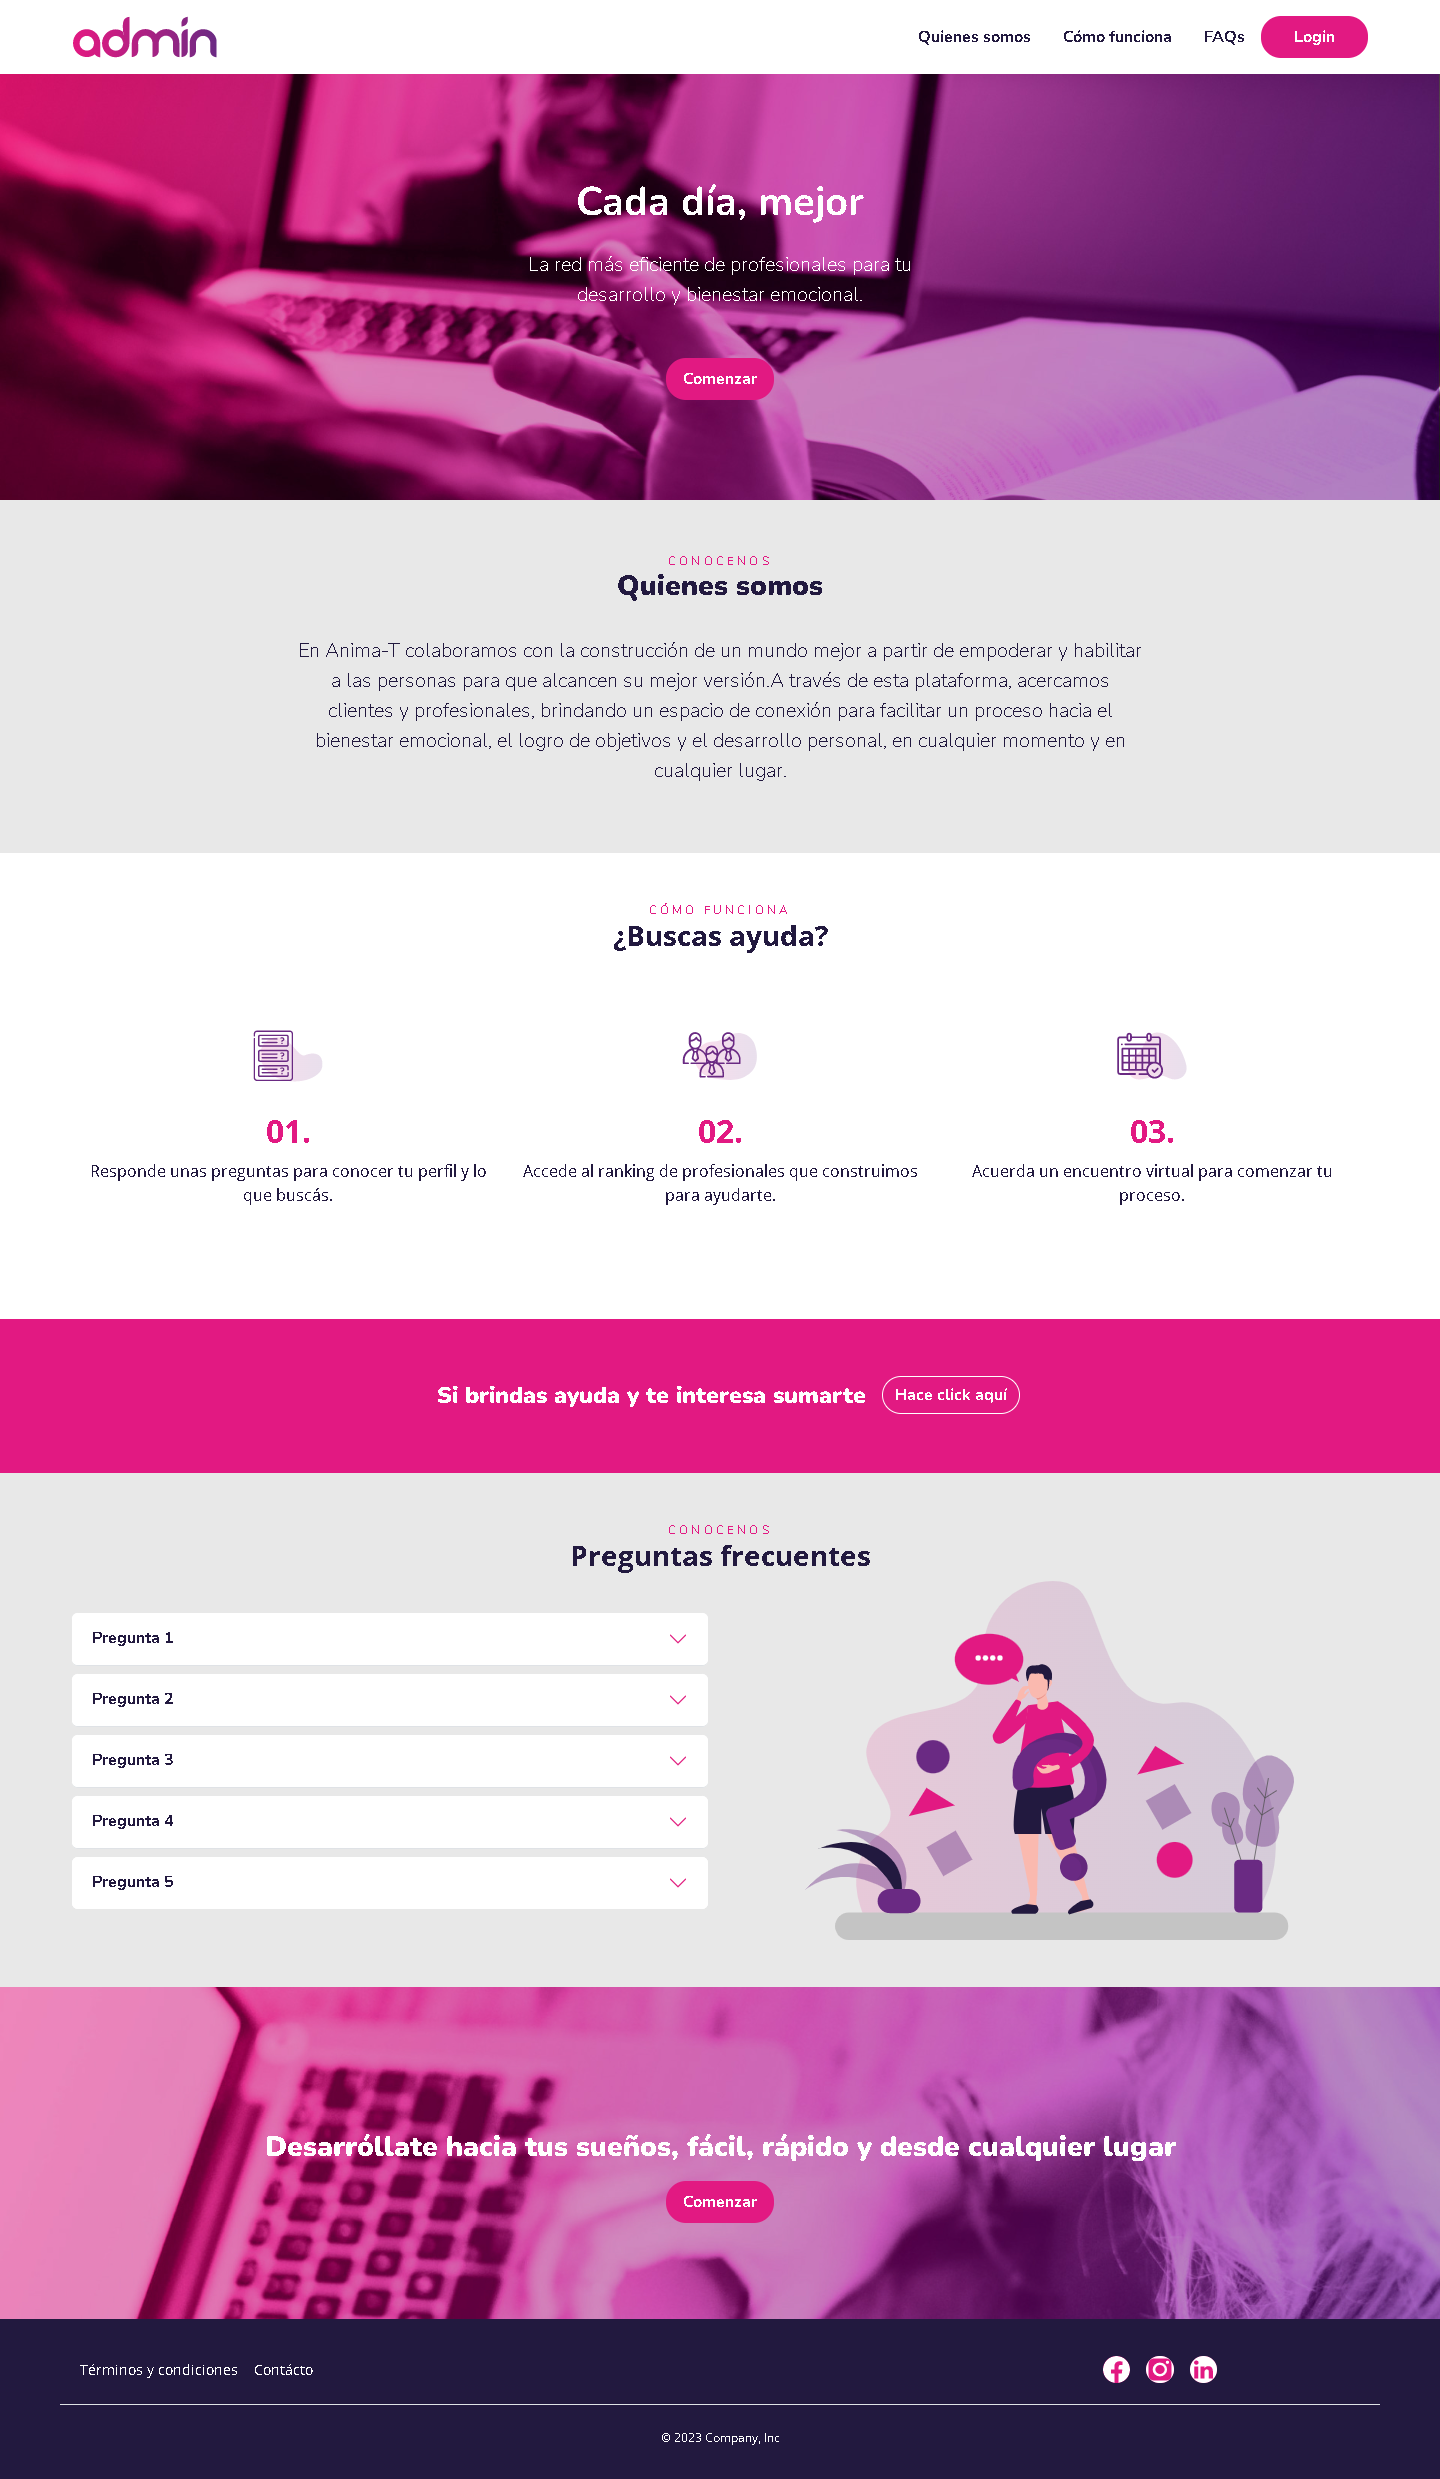 admin
Quienes somos
Cómo funciona
FAQs
Login
Cada día, mejor
La red más eficiente de profesionales para tu
desarrollo y bienestar emocional.
Comenzar
CONOCENOS
Quienes somos
En Anima-T colaboramos con la construcción de un mundo mejor a partir de empoderar y habilitar
a las personas para que alcancen su mejor versión.A través de esta plataforma, acercamos
clientes y profesionales, brindando un espacio de conexión para facilitar un proceso hacia el
bienestar emocional, el logro de objetivos y el desarrollo personal, en cualquier momento y en
cualquier lugar.
CÓMO FUNCIONA
¿Buscas ayuda?
01.
Responde unas preguntas para conocer tu perfil y lo
que buscás.
02.
Accede al ranking de profesionales que construimos
para ayudarte.
03.
Acuerda un encuentro virtual para comenzar tu
proceso.
Si brindas ayuda y te interesa sumarte
Hace click aquí
CONOCENOS
Preguntas frecuentes
Pregunta 1
Pregunta 2
Pregunta 3
Pregunta 4
Pregunta 5
Desarróllate hacia tus sueños, fácil, rápido y desde cualquier lugar
Comenzar
Términos y condiciones
Contácto
© 2023 Company, Inc